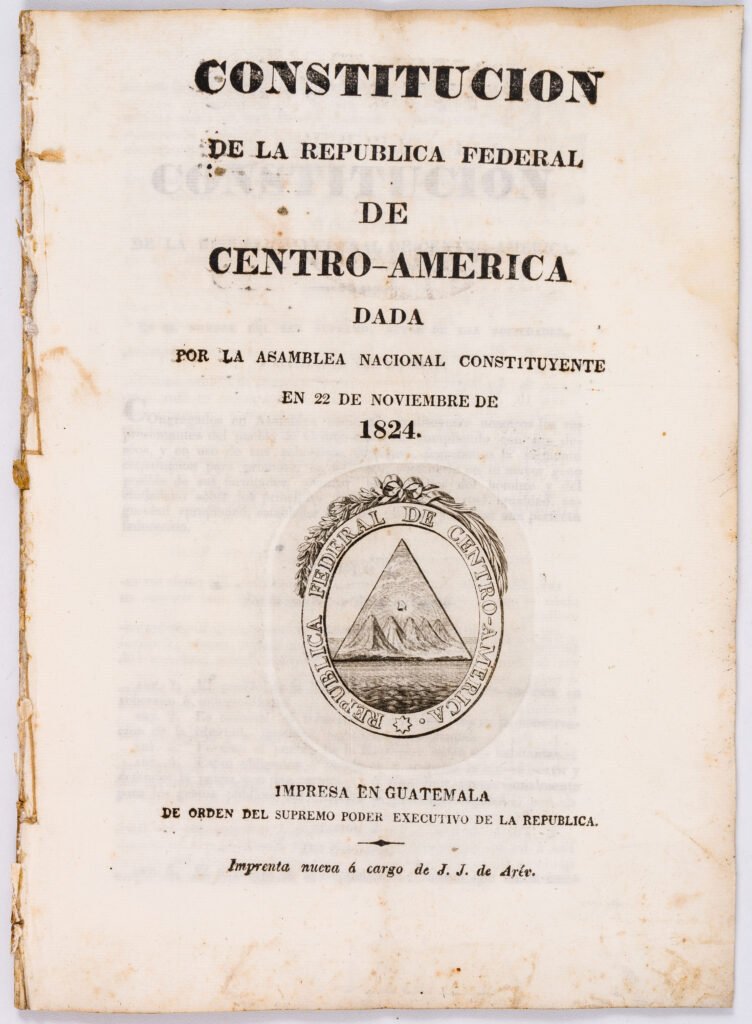 CONSTITUCION
DE LA REPUBLICA FEDERAL
DE
CENTRO-AMERICA
DADA
POR LA ASAMBLEA NACIONAL CONSTITUYENTE
EN 22 DE NOVIEMBRE DE
1824.
REPUBLICA FEDERAL DE CENTRO-AMERICA.
IMPRESA EN GUATEMALA
DE ORDEN DEL SUPREMO PODER EXECUTIVO DE LA REPUBLICA.
Imprenta nueva á cargo de J. J. de Arév.